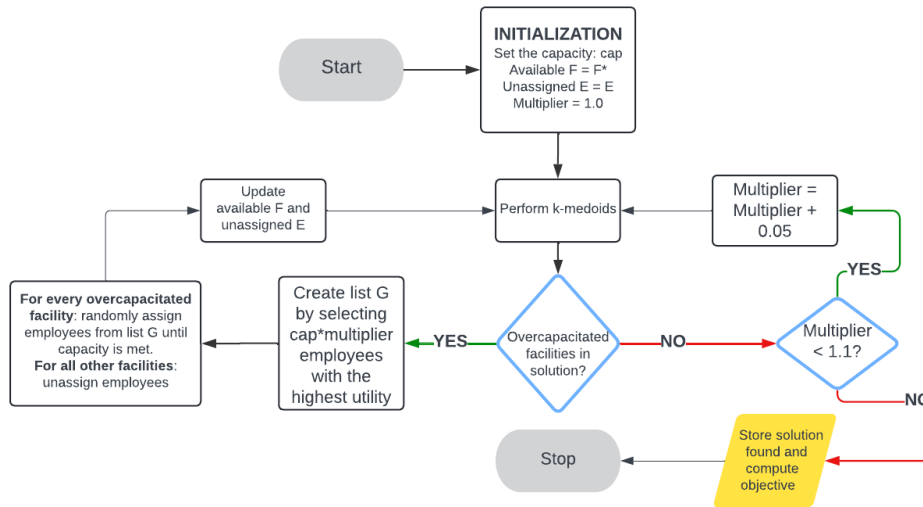 Start
INITIALIZATION
Set the capacity: cap
Available F = F*
Unassigned E = E
Multiplier = 1.0
Update
available F and
unassigned E
Perform k-medoids
Multiplier =
Multiplier +
0.05
YES
For every overcapacitated
facility: randomly assign
employees from list G until
capacity is met.
For all other facilities:
unassign employees
Create list G
by selecting
cap*multiplier
employees
with the
highest utility
YES
Overcapacitated
facilities in
solution?
NO
Multiplier
< 1.1?
NO
Store solution
found and
compute
objective
Stop